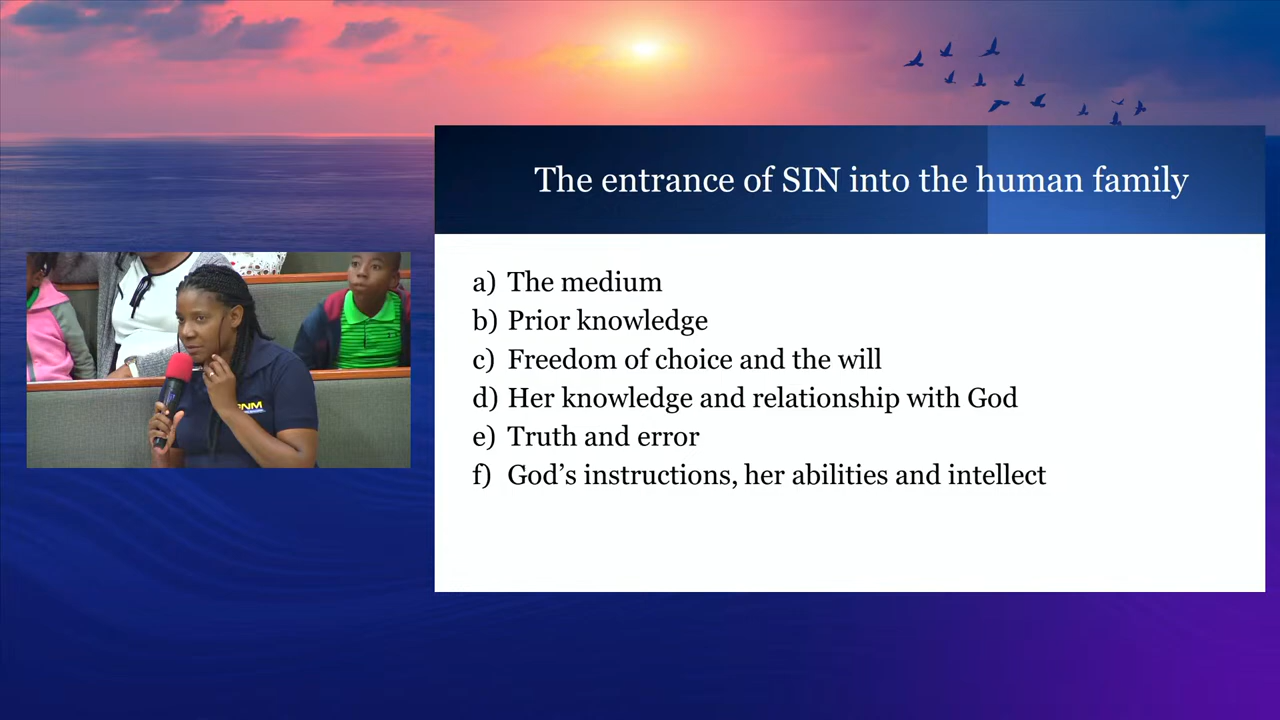 The entrance of SIN into the human family
a) The medium
b) Prior knowledge
c) Freedom of choice and the will
d) Her knowledge and relationship with God
e) Truth and error
f) God’s instructions, her abilities and intellect